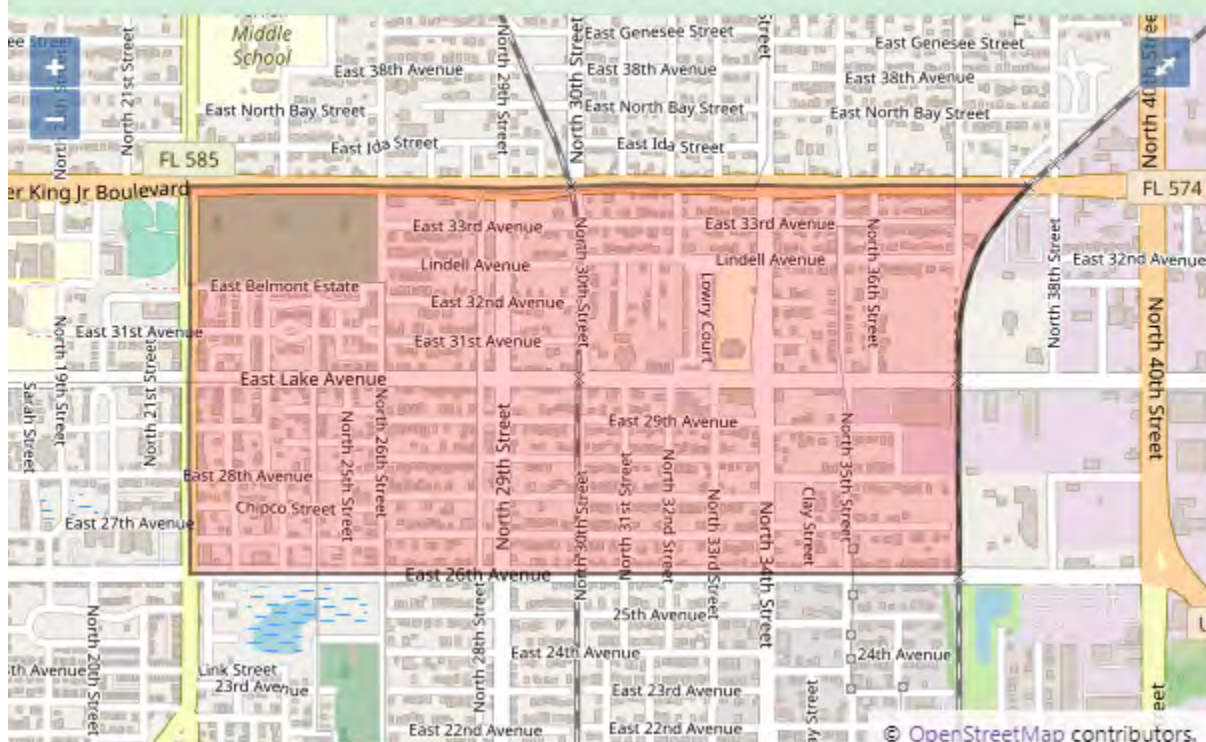 Middle
School
East Genesee Street
East Genesee Street
East 38th Avenue
East 38th Avenue
East 38th Avenue
North 21st Street
North 29th Street
North 30th Street
North 40th Street
+
East North Bay Street
East North Bay Street
East North Bay Street
East Ida Street
East Ida Street
FL 585
er King Jr Boulevard
FL 574
East 33rd Avenue
East 33rd Avenue
North 36th Street
North 38th Street
Lindell Avenue
Lindell Avenue
East 32nd Avenue
East Belmont Estate
East 32nd Avenue
North 30th Street
Lowry Court
East 31st Avenue
East 31st Avenue
North 19th Street
North 21st Street
North 40th Street
East Lake Avenue
Sarah Street
North 25th Street
North 26th Street
North 29th Street
East 29th Avenue
North 35th Street
East 28th Avenue
North 30th Street
North 31st Street
North 32nd Street
North 33rd Street
North 34th Street
Clay Street
Chipco Street
East 27th Avenue
East 26th Avenue
North 20th Street
North 28th Street
25th Avenue
East 24th Avenue
24th Avenue
th Avenue
Link Street
23rd Avenue
East 23rd Avenue
East 22nd Avenue
East 22nd Avenue
© OpenStreetMap contributors.